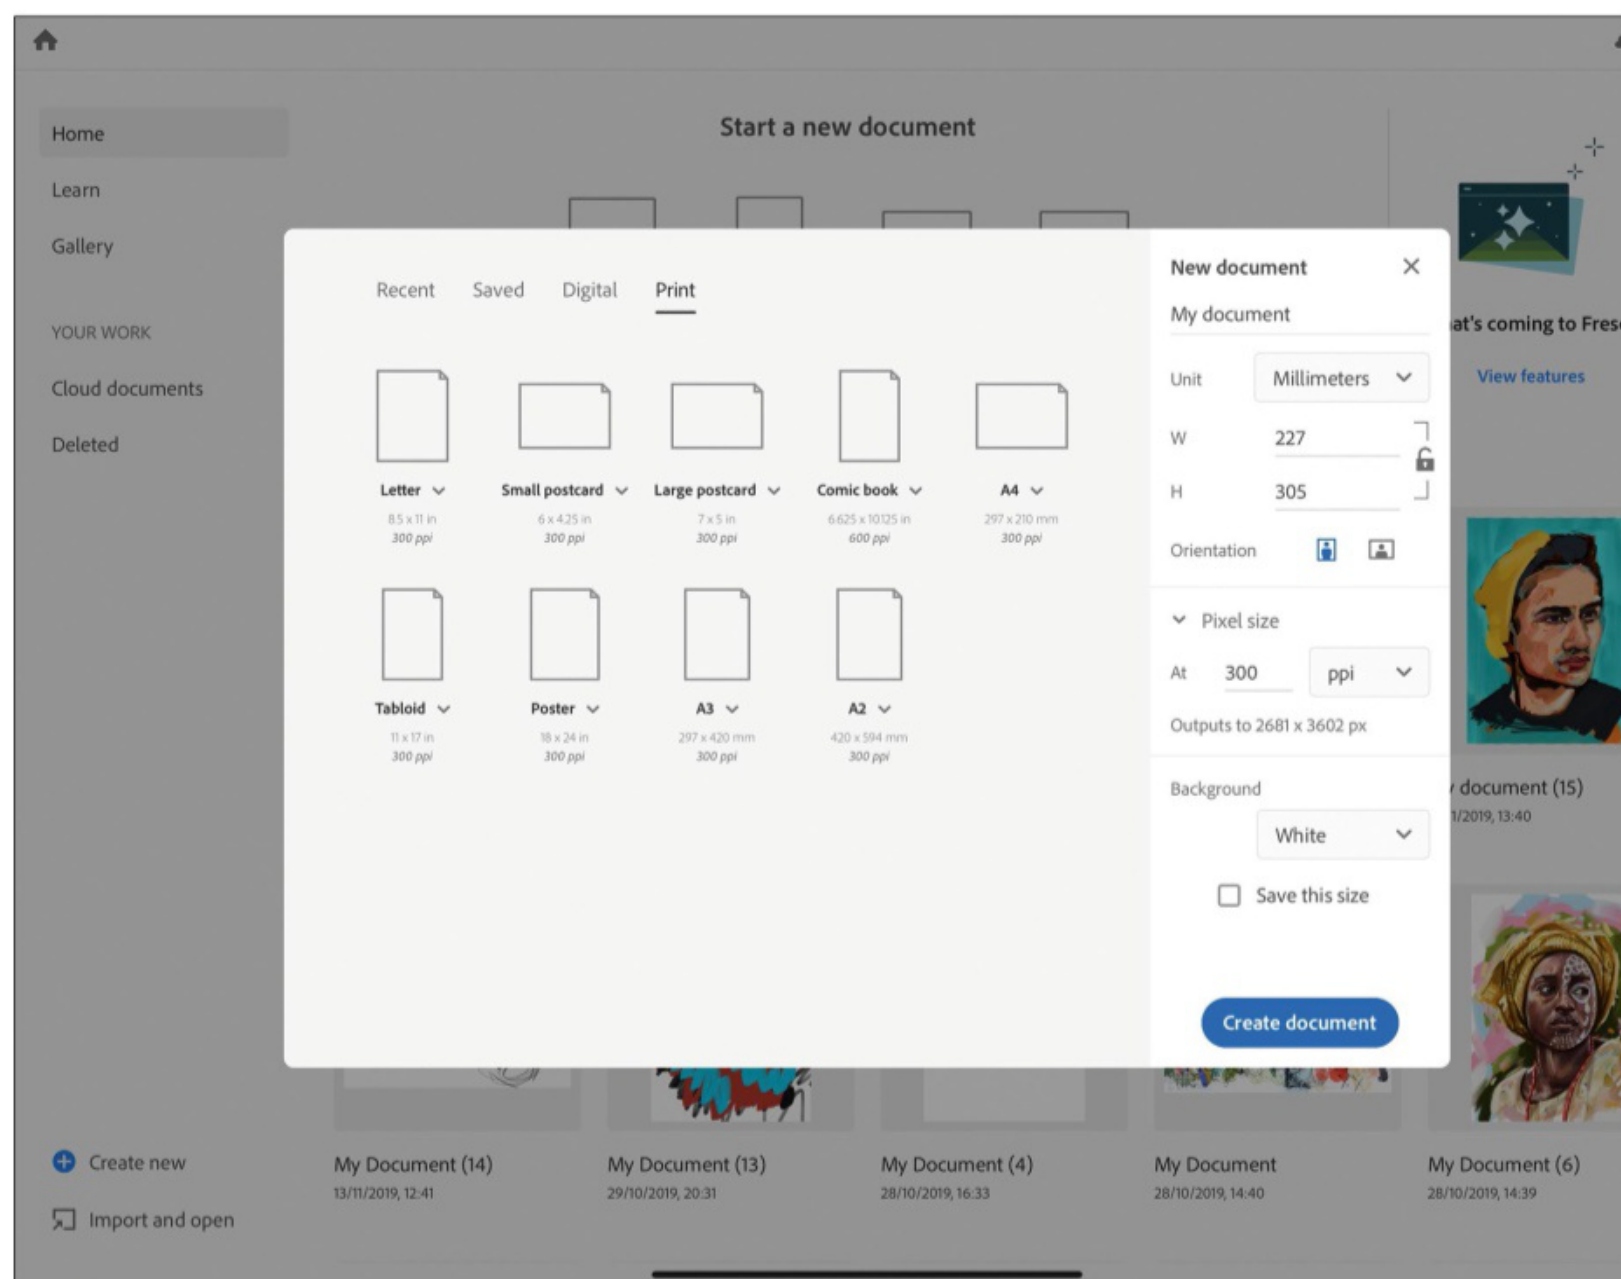 Home
Learn
Gallery
YOUR WORK
Cloud documents
Deleted
Create new
Import and open
Start a new document
Recent Saved Digital Print
Letter Small postcard Large postcard Comic book A4
8.5 x 11 in 6 x 4.25 in 7 x 5 in 6.625 x 10.125 in 297 x 210 mm
300 ppi 300 ppi 300 ppi 600 ppi 300 ppi
Tabloid Poster A3 A2
11 x 17 in 18 x 24 in 297 x 420 mm 420 x 594 mm
300 ppi 300 ppi 300 ppi 300 ppi
New document
My document
Unit Millimeters
W 227
H 305
Orientation
Pixel size
At 300 ppi
Outputs to 2681 x 3602 px
Background
White
Save this size
Create document
at's coming to Fres
View features
document (15)
1/2019, 13:40
My Document (14) My Document (13) My Document (4) My Document My Document (6)
13/11/2019, 12:41 29/10/2019, 20:31 28/10/2019, 16:33 28/10/2019, 14:40 28/10/2019, 14:39